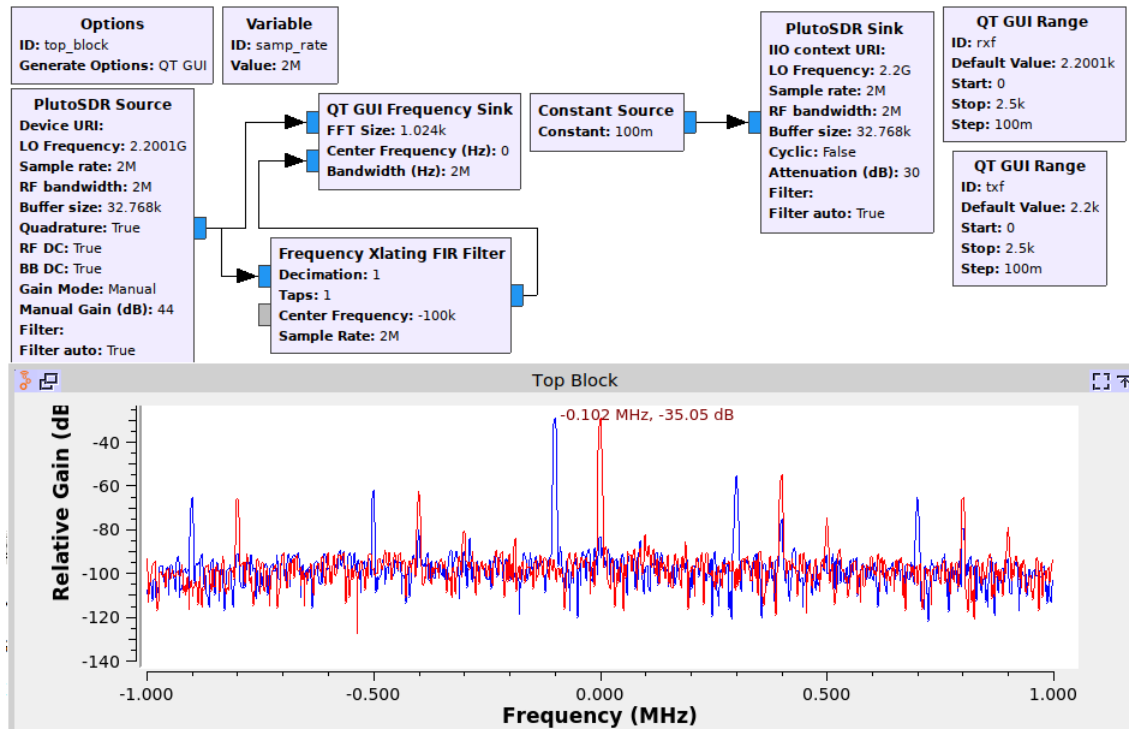 Options
ID: top_block
Generate Options: QT GUI
Variable
ID: samp_rate
Value: 2M
PlutoSDR Source
Device URI:
LO Frequency: 2.2001G
Sample rate: 2M
RF bandwidth: 2M
Buffer size: 32.768k
Quadrature: True
RF DC: True
BB DC: True
Gain Mode: Manual
Manual Gain (dB): 44
Filter:
Filter auto: True
QT GUI Frequency Sink
FFT Size: 1.024k
Center Frequency (Hz): 0
Bandwidth (Hz): 2M
Frequency Xlating FIR Filter
Decimation: 1
Taps: 1
Center Frequency: -100k
Sample Rate: 2M
Constant Source
Constant: 100m
PlutoSDR Sink
IIO context URI:
LO Frequency: 2.2G
Sample rate: 2M
RF bandwidth: 2M
Buffer size: 32.768k
Cyclic: False
Attenuation (dB): 30
Filter:
Filter auto: True
QT GUI Range
ID: rxf
Default Value: 2.2001k
Start: 0
Stop: 2.5k
Step: 100m
QT GUI Range
ID: txf
Default Value: 2.2k
Start: 0
Stop: 2.5k
Step: 100m
Top Block
-0.102 MHz, -35.05 dB
Relative Gain (dB
-40
-60
-80
-100
-120
-140
-1.000
-0.500
0.000
0.500
1.000
Frequency (MHz)